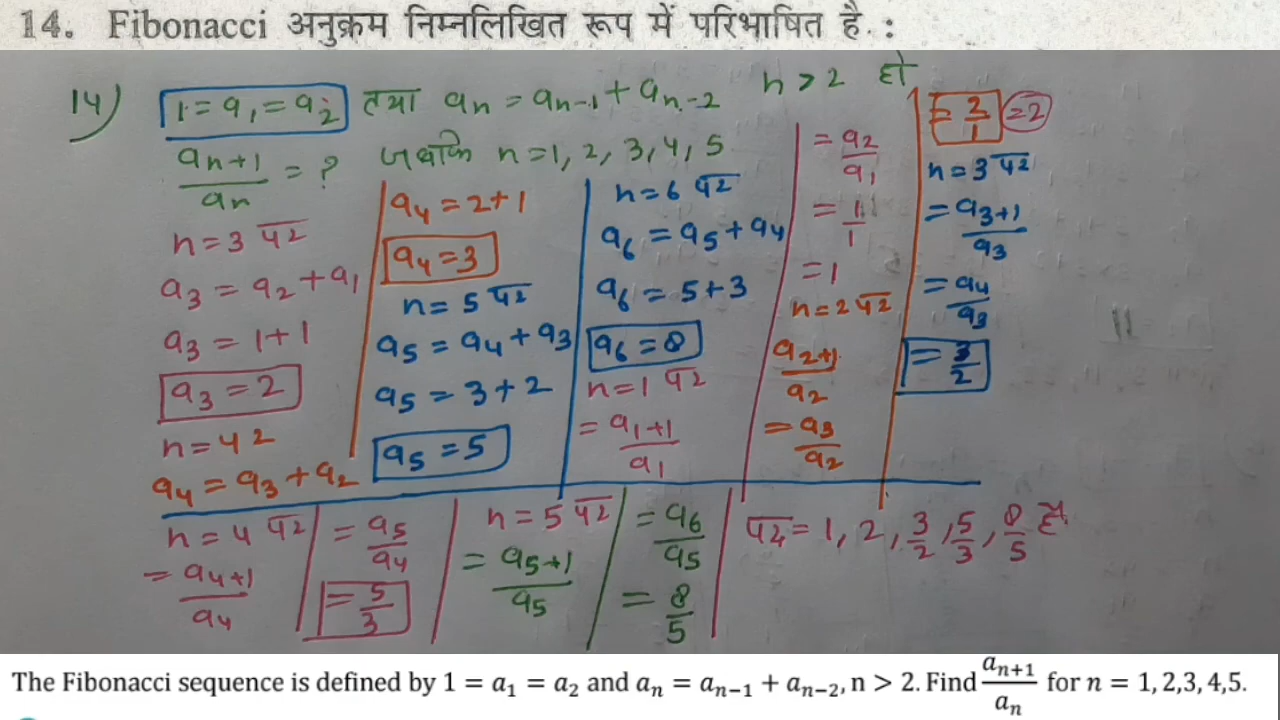 14. Fibonacci अनुक्रम निम्नलिखित रूप में परिभाषित है. :
14) 1 = a₁ = a₂ तथा aₙ = aₙ₋₁ + aₙ₋₂ n > 2 हो
aₙ₊₁/aₙ = ? जबकि n = 1, 2, 3, 4, 5
n = 3 पर
a₃ = a₂ + a₁
a₃ = 1 + 1
a₃ = 2
n = 4 2
a₄ = a₃ + a₂
a₄ = 2 + 1
a₄ = 3
n = 5 पर
a₅ = a₄ + a₃
a₅ = 3 + 2
a₅ = 5
n = 6 पर
a₆ = a₅ + a₄
a₆ = 5 + 3
a₆ = 8
n = 1 पर
= a₁₊₁/a₁
= a₂/a₁
= 1/1
= 1
n = 2 पर
a₂₊₁/a₂
= a₃/a₂
= 2/1 = 2
n = 3 पर
= a₃₊₁/a₃
= a₄/a₃
= 3/2
n = 4 पर
= a₄₊₁/a₄
= a₅/a₄
= 5/3
n = 5 पर
= a₅₊₁/a₅
= a₆/a₅
= 8/5
पद = 1, 2, 3/2, 5/3, 8/5 है
The Fibonacci sequence is defined by 1 = a₁ = a₂ and aₙ = aₙ₋₁ + aₙ₋₂, n > 2. Find aₙ₊₁/aₙ for n = 1,2,3, 4,5.